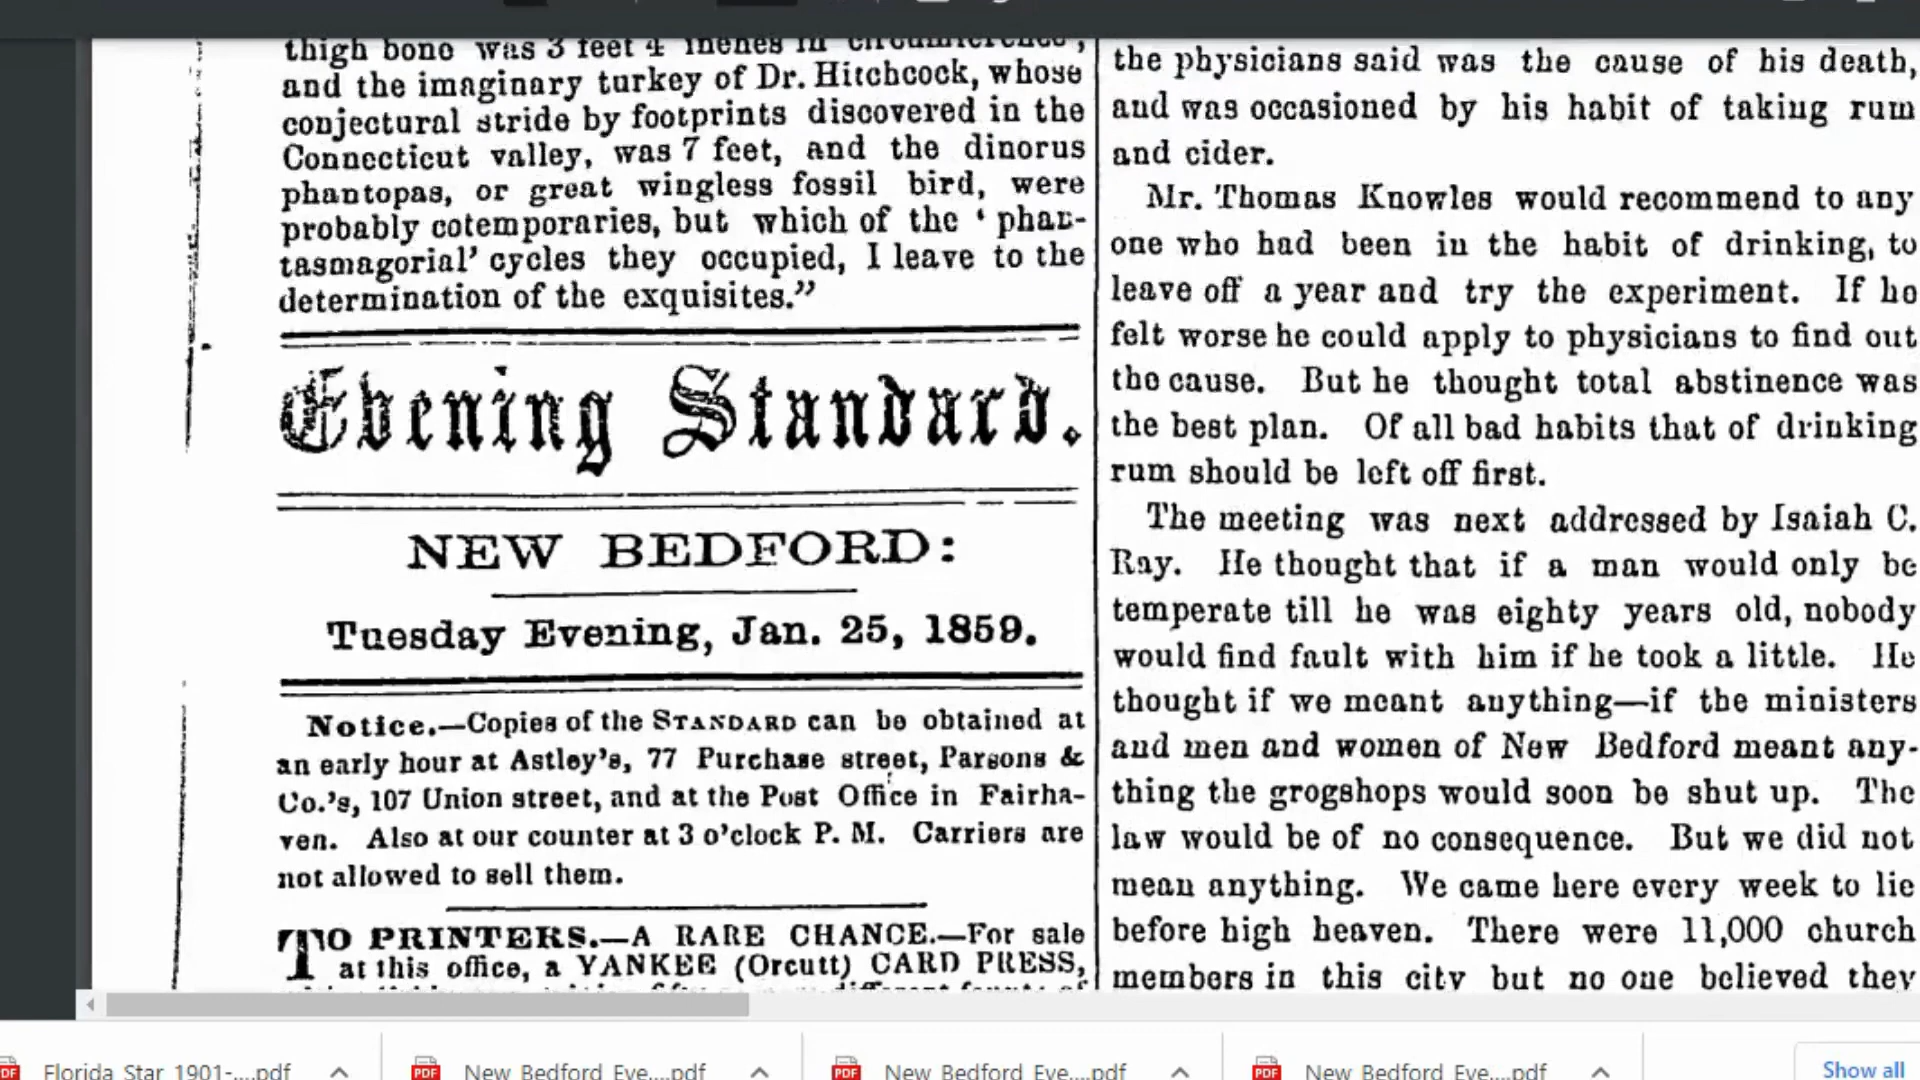 thigh bone was 3 feet 4 inches in circumference,
and the imaginary turkey of Dr. Hitchcock, whose
conjectural stride by footprints discovered in the
Connecticut valley, was 7 feet, and the dinorus
phantopas, or great wingless fossil bird, were
probably cotemporaries, but which of the ‘ phan-
tasmagorial’ cycles they occupied, I leave to the
determination of the exquisites.”
Evening Standard.
NEW BEDFORD:
Tuesday Evening, Jan. 25, 1859.
Notice.—Copies of the STANDARD can be obtained at
an early hour at Astley's, 77 Purchase street, Parsons &
Co.'s, 107 Union street, and at the Post Office in Fairha-
ven. Also at our counter at 3 o'clock P. M. Carriers are
not allowed to sell them.
TO PRINTERS.—A RARE CHANCE.—For sale
at this office, a YANKEE (Orcutt) CARD PRESS,
different founts of
the physicians said was the cause of his death,
and was occasioned by his habit of taking rum
and cider.
Mr. Thomas Knowles would recommend to any
one who had been in the habit of drinking, to
leave off a year and try the experiment. If he
felt worse he could apply to physicians to find out
the cause. But he thought total abstinence was
the best plan. Of all bad habits that of drinking
rum should be left off first.
The meeting was next addressed by Isaiah C.
Ray. He thought that if a man would only be
temperate till he was eighty years old, nobody
would find fault with him if he took a little. He
thought if we meant anything—if the ministers
and men and women of New Bedford meant any-
thing the grogshops would soon be shut up. The
law would be of no consequence. But we did not
mean anything. We came here every week to lie
before high heaven. There were 11,000 church
members in this city but no one believed they
Florida Star 1901-....pdf
New Bedford Eve....pdf
New Bedford Eve....pdf
New Bedford Eve....pdf
Show all